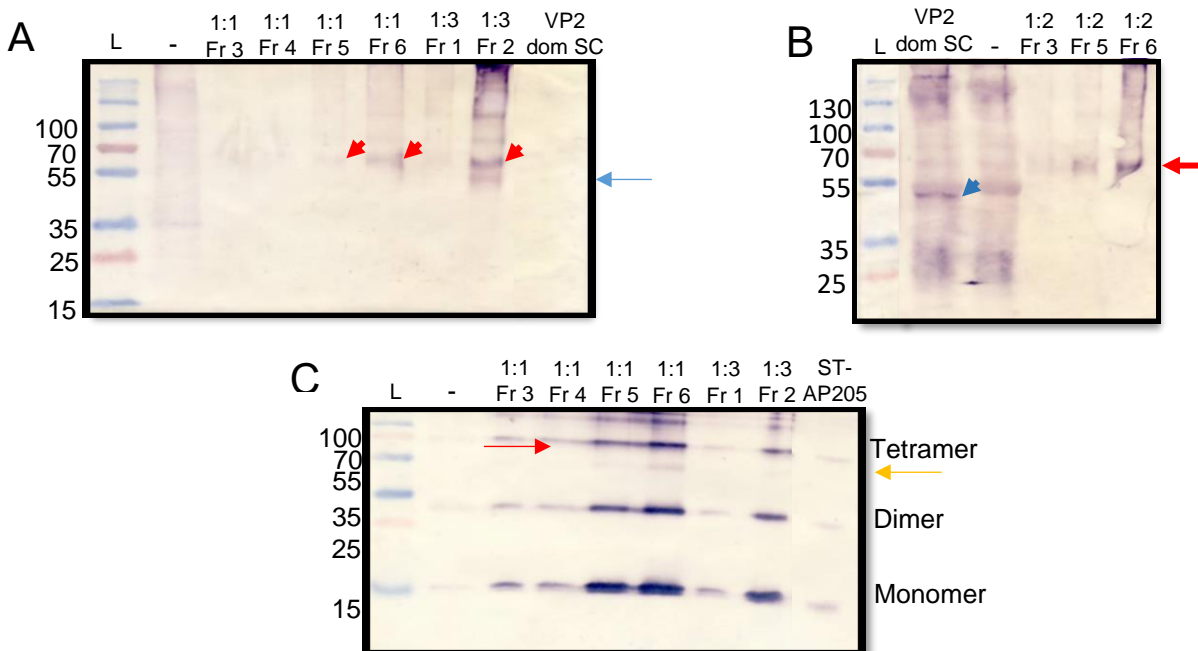 A
L
-
1:1
Fr 3
1:1
Fr 4
1:1
Fr 5
1:1
Fr 6
1:3
Fr 1
1:3
Fr 2
VP2
dom SC
100
70
55
35
25
15
B
L
VP2
dom SC
-
1:2
Fr 3
1:2
Fr 5
1:2
Fr 6
130
100
70
55
35
25
C
L
-
1:1
Fr 3
1:1
Fr 4
1:1
Fr 5
1:1
Fr 6
1:3
Fr 1
1:3
Fr 2
ST-
AP205
100
70
55
35
25
15
Tetramer
Dimer
Monomer